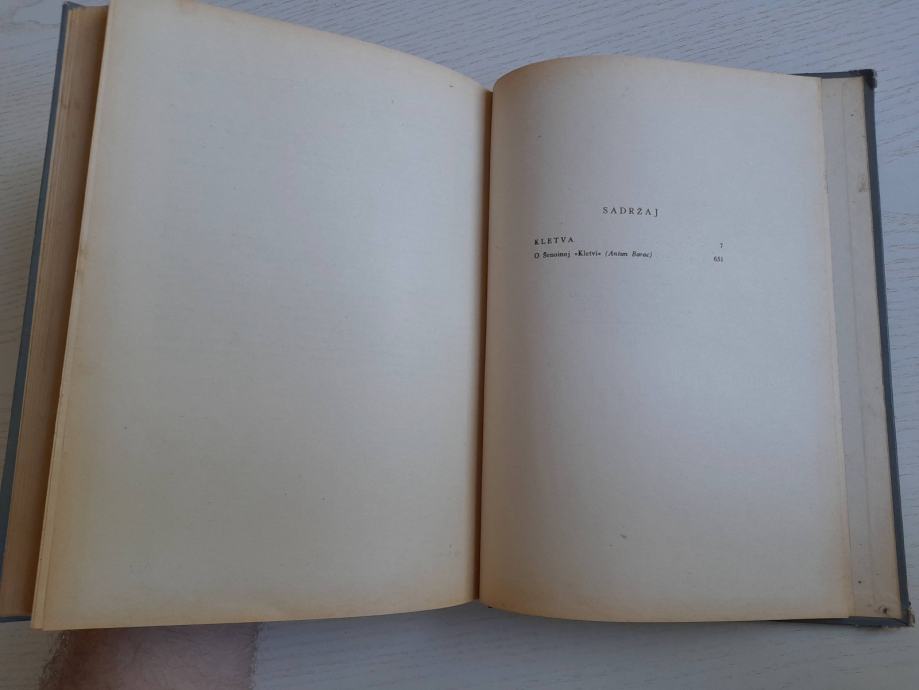 SADRŽAJ
KLETVA 7
O Šenoinoj »Kletvi« (Antun Barac) 651